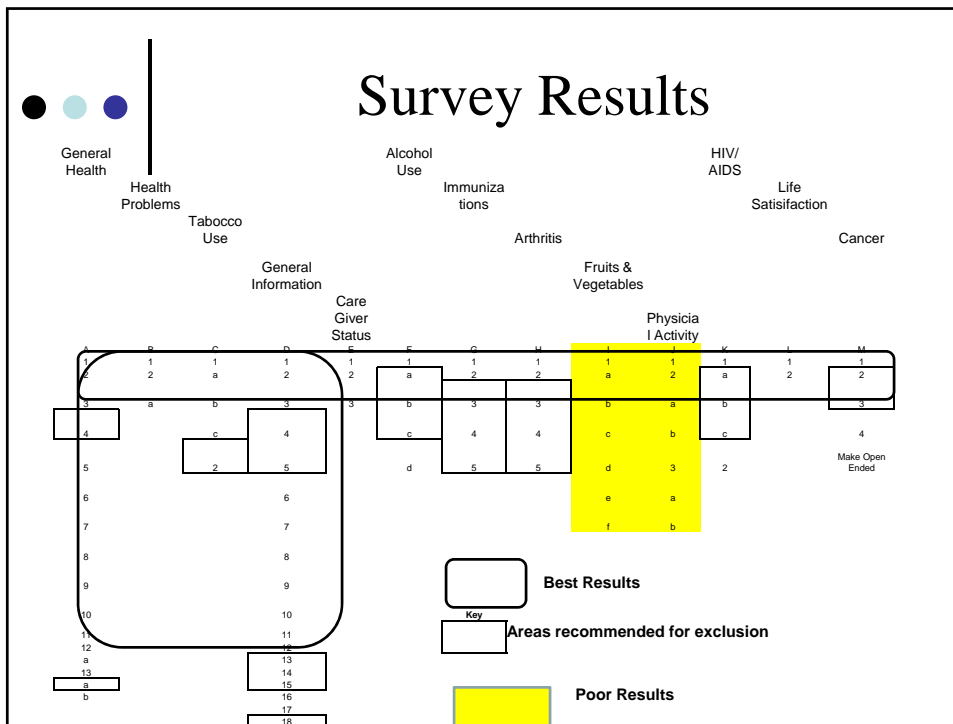 Survey Results
General
Health
Health
Problems
Tabocco
Use
General
Information
Care
Giver
Status
Alcohol
Use
Immuniza
tions
Arthritis
Fruits &
Vegetables
Physicia
l Activity
HIV/
AIDS
Life
Satisifaction
Cancer
A B C D E F G H I J K L M
1 1 1 1 1 1 1 1 1 1 1 1
2 2 a 2 2 a 2 2 a 2 a 2 2
3 a b 3 3 b 3 3 b a b 3
4 c 4 c 4 4 c b c 4
5 2 5 d 5 5 d 3 2 Make Open
Ended
6 6 e a
7 7 f b
8 8
9 9
10 10
11 11
12 12
a 13
13 14
a 15
b 16
17
18
Best Results
Key
Areas recommended for exclusion
Poor Results